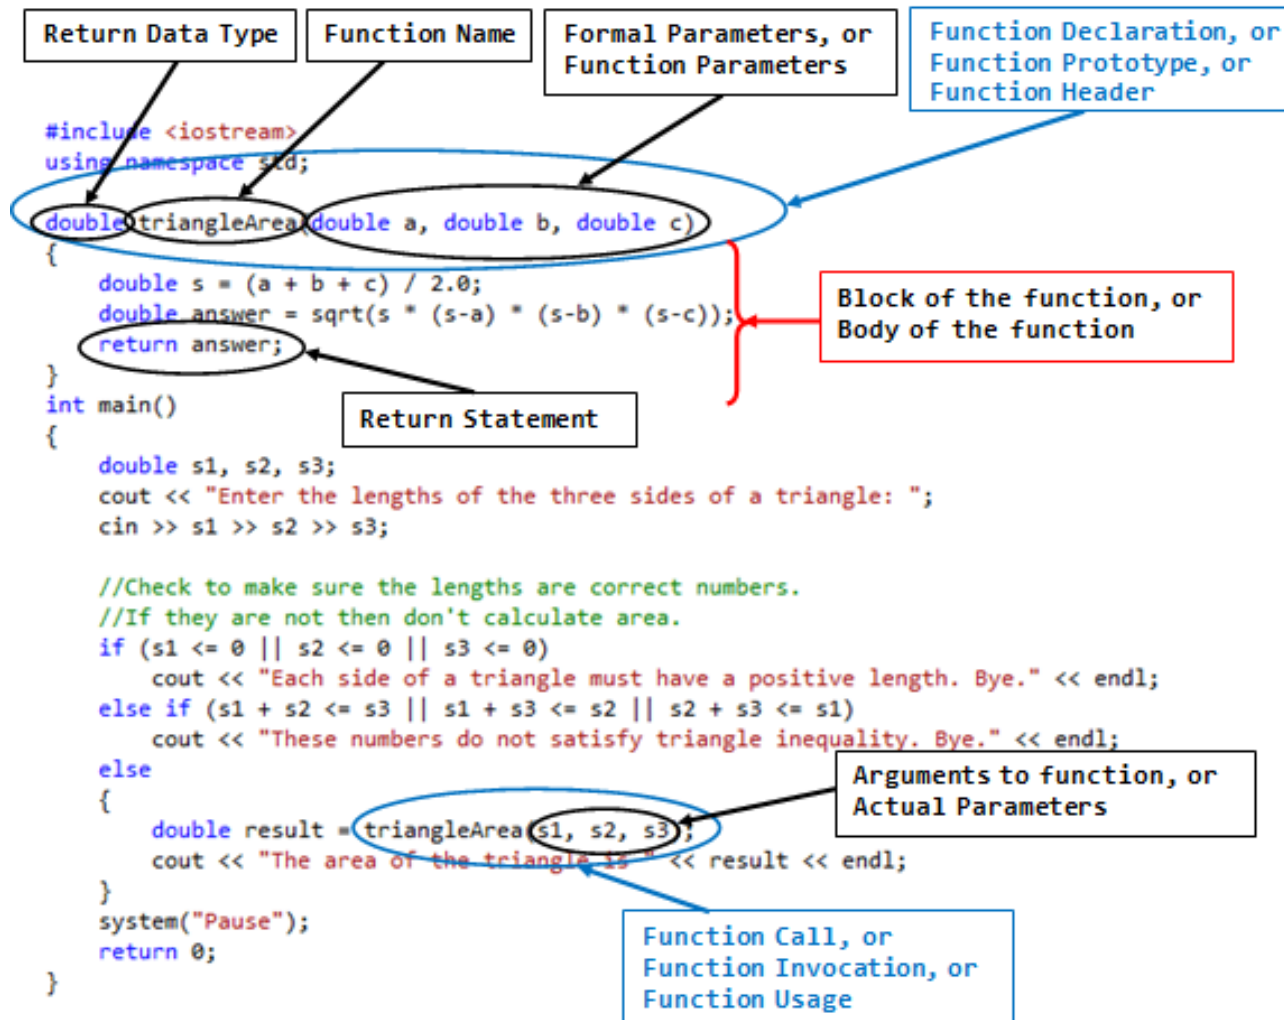 Return Data Type
Function Name
Formal Parameters, or
Function Parameters
Function Declaration, or
Function Prototype, or
Function Header
#include <iostream>
using namespace std;
double triangleArea(double a, double b, double c)
{
    double s = (a + b + c) / 2.0;
    double answer = sqrt(s * (s-a) * (s-b) * (s-c));
    return answer;
}
Block of the function, or
Body of the function
Return Statement
int main()
{
    double s1, s2, s3;
    cout << "Enter the lengths of the three sides of a triangle: ";
    cin >> s1 >> s2 >> s3;
    //Check to make sure the lengths are correct numbers.
    //If they are not then don't calculate area.
    if (s1 <= 0 || s2 <= 0 || s3 <= 0)
        cout << "Each side of a triangle must have a positive length. Bye." << endl;
    else if (s1 + s2 <= s3 || s1 + s3 <= s2 || s2 + s3 <= s1)
        cout << "These numbers do not satisfy triangle inequality. Bye." << endl;
    else
    {
        double result = triangleArea(s1, s2, s3);
        cout << "The area of the triangle is " << result << endl;
    }
    system("Pause");
    return 0;
}
Arguments to function, or
Actual Parameters
Function Call, or
Function Invocation, or
Function Usage